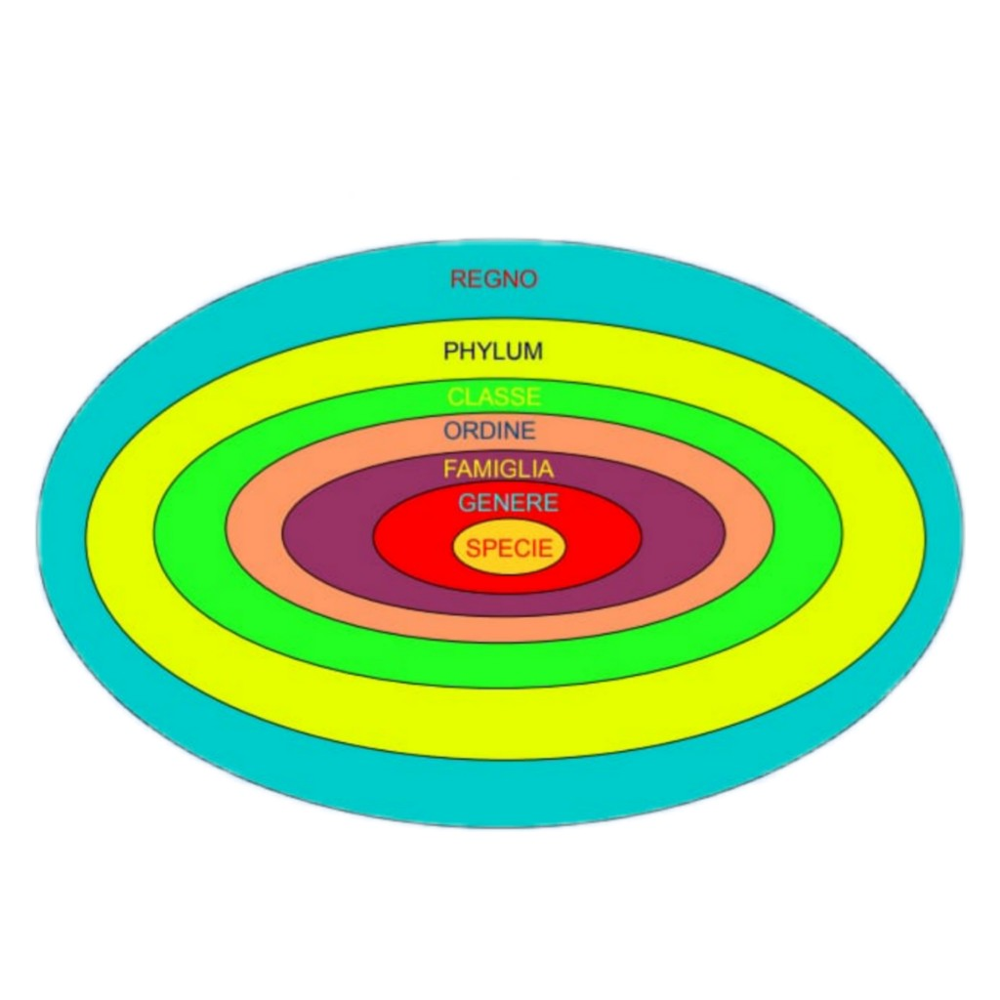 REGNO
PHYLUM
CLASSE
ORDINE
FAMIGLIA
GENERE
SPECIE